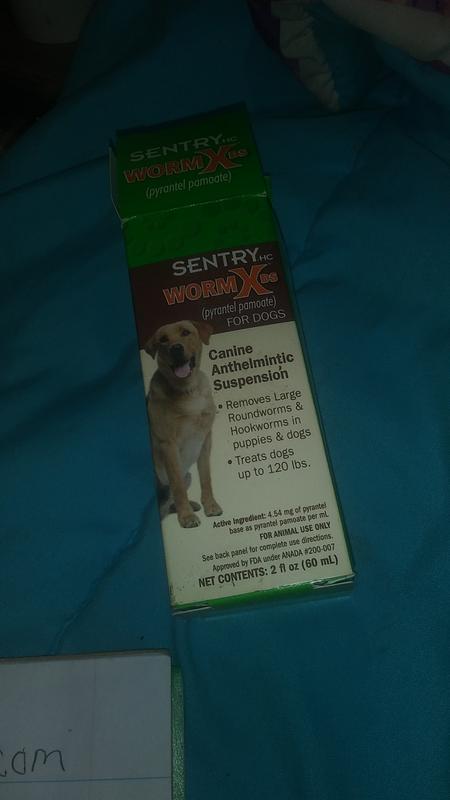 SENTRY HC
WORM X DS
(pyrantel pamoate)
SENTRY HC
WORM X DS
(pyrantel pamoate)
FOR DOGS
Canine
Anthelmintic
Suspension
• Removes Large
Roundworms &
Hookworms in
puppies & dogs
• Treats dogs
up to 120 lbs.
Active Ingredient: 4.54 mg of pyrantel
base as pyrantel pamoate per mL
FOR ANIMAL USE ONLY
See back panel for complete use directions.
Approved by FDA under ANADA #200-007
NET CONTENTS: 2 fl oz (60 mL)
.com